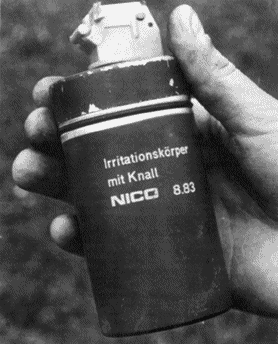 Irritationskörper
mit Knall
NICO 8.83